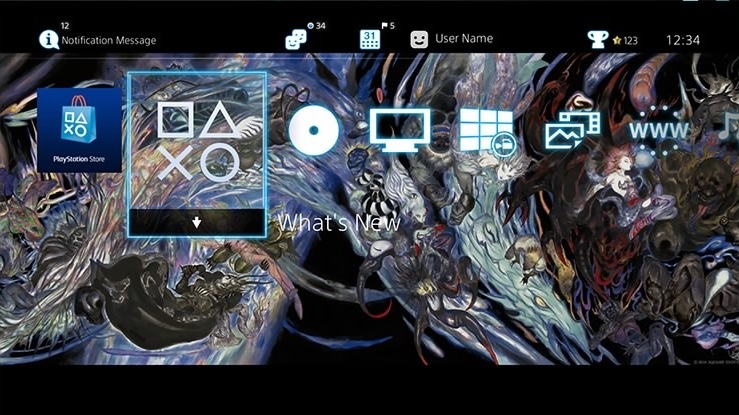 12
34
5
Notification Message
31
User Name
123
12:34
PlayStation Store
WWW
What's New